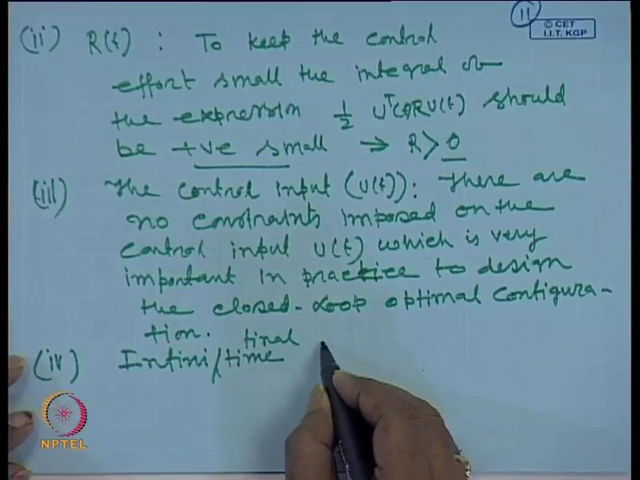 11
© CET
I.I.T. KGP
(ii) R(t) : To keep the control
effort small the integral or
the expression 1/2 Uᵀ(t)RU(t) should
be +ve small → R>0
(iii) The control input (U(t)): There are
no constraints imposed on the
control input U(t) which is very
important in practice to design
the closed-loop optimal configura-
tion.
final
(iv) Infini/time
NPTEL